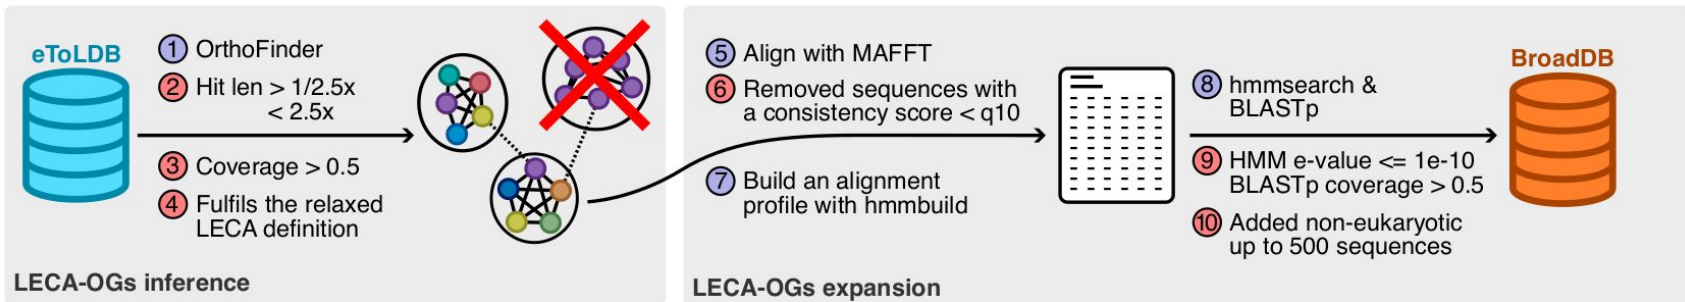 eToLDB
1 OrthoFinder
2 Hit len > 1/2.5x
< 2.5x
3 Coverage > 0.5
4 Fulfils the relaxed
LECA definition
LECA-OGs inference
5 Align with MAFFT
6 Removed sequences with
a consistency score < q10
7 Build an alignment
profile with hmmbuild
8 hmmsearch &
BLASTp
9 HMM e-value <= 1e-10
BLASTp coverage > 0.5
10 Added non-eukaryotic
up to 500 sequences
BroadDB
LECA-OGs expansion